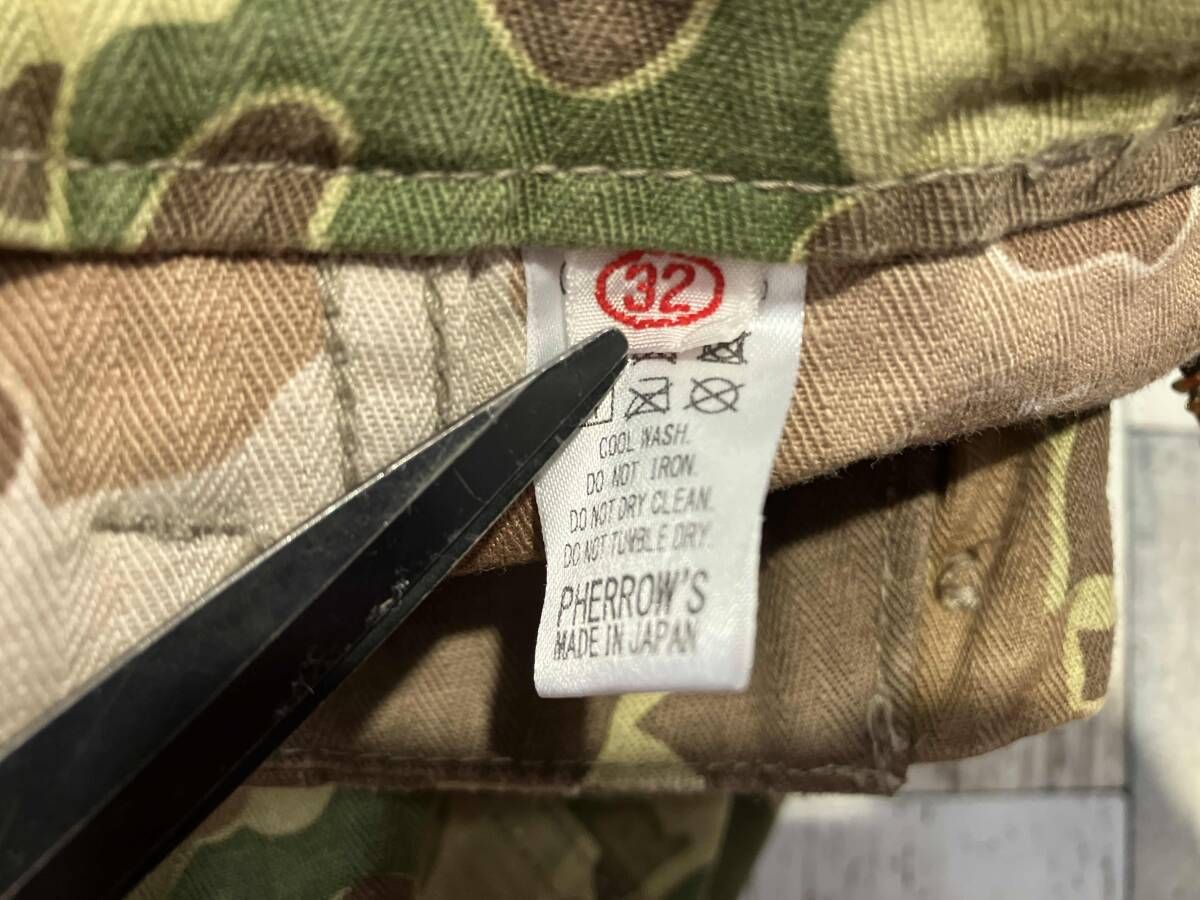 32
COOL WASH.
DO NOT IRON.
DO NOT DRY CLEAN.
DO NOT TUMBLE DRY.
PHERROW'S
MADE IN JAPAN